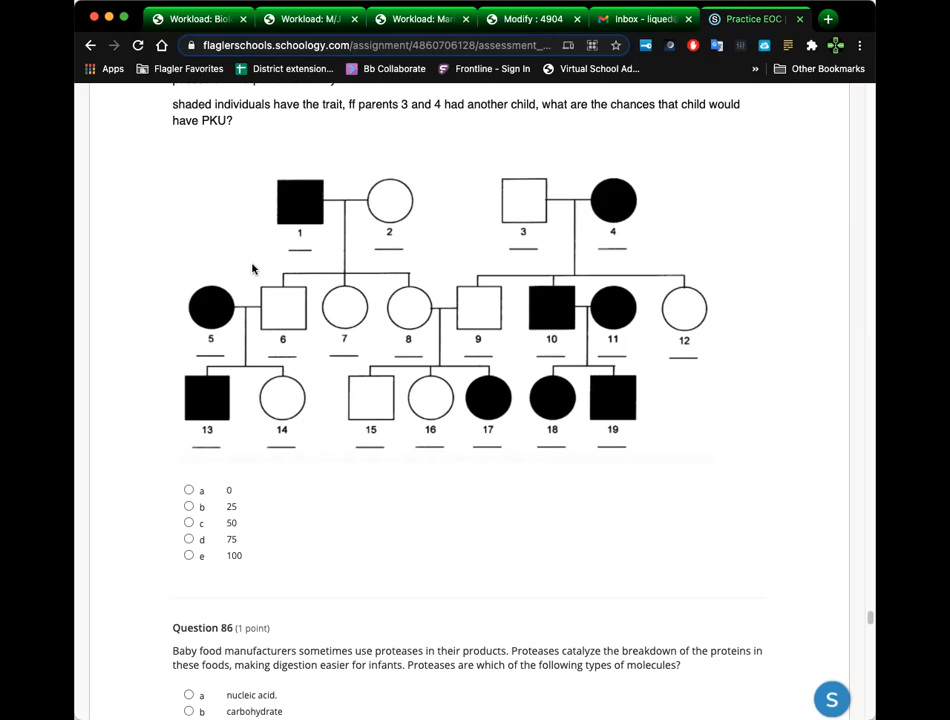 Workload: Biol
Workload: M/J
Workload: Man
Modify : 4904
Inbox - liqued
Practice EOC |
flaglerschools.schoology.com/assignment/4860706128/assessment_...
Apps
Flagler Favorites
District extension...
Bb Collaborate
Frontline - Sign In
Virtual School Ad...
»
Other Bookmarks
shaded individuals have the trait, ff parents 3 and 4 had another child, what are the chances that child would
have PKU?
1 2 3 4
5 6 7 8 9 10 11 12
13 14 15 16 17 18 19
a 0
b 25
c 50
d 75
e 100
Question 86 (1 point)
Baby food manufacturers sometimes use proteases in their products. Proteases catalyze the breakdown of the proteins in
these foods, making digestion easier for infants. Proteases are which of the following types of molecules?
a nucleic acid.
b carbohydrate
S